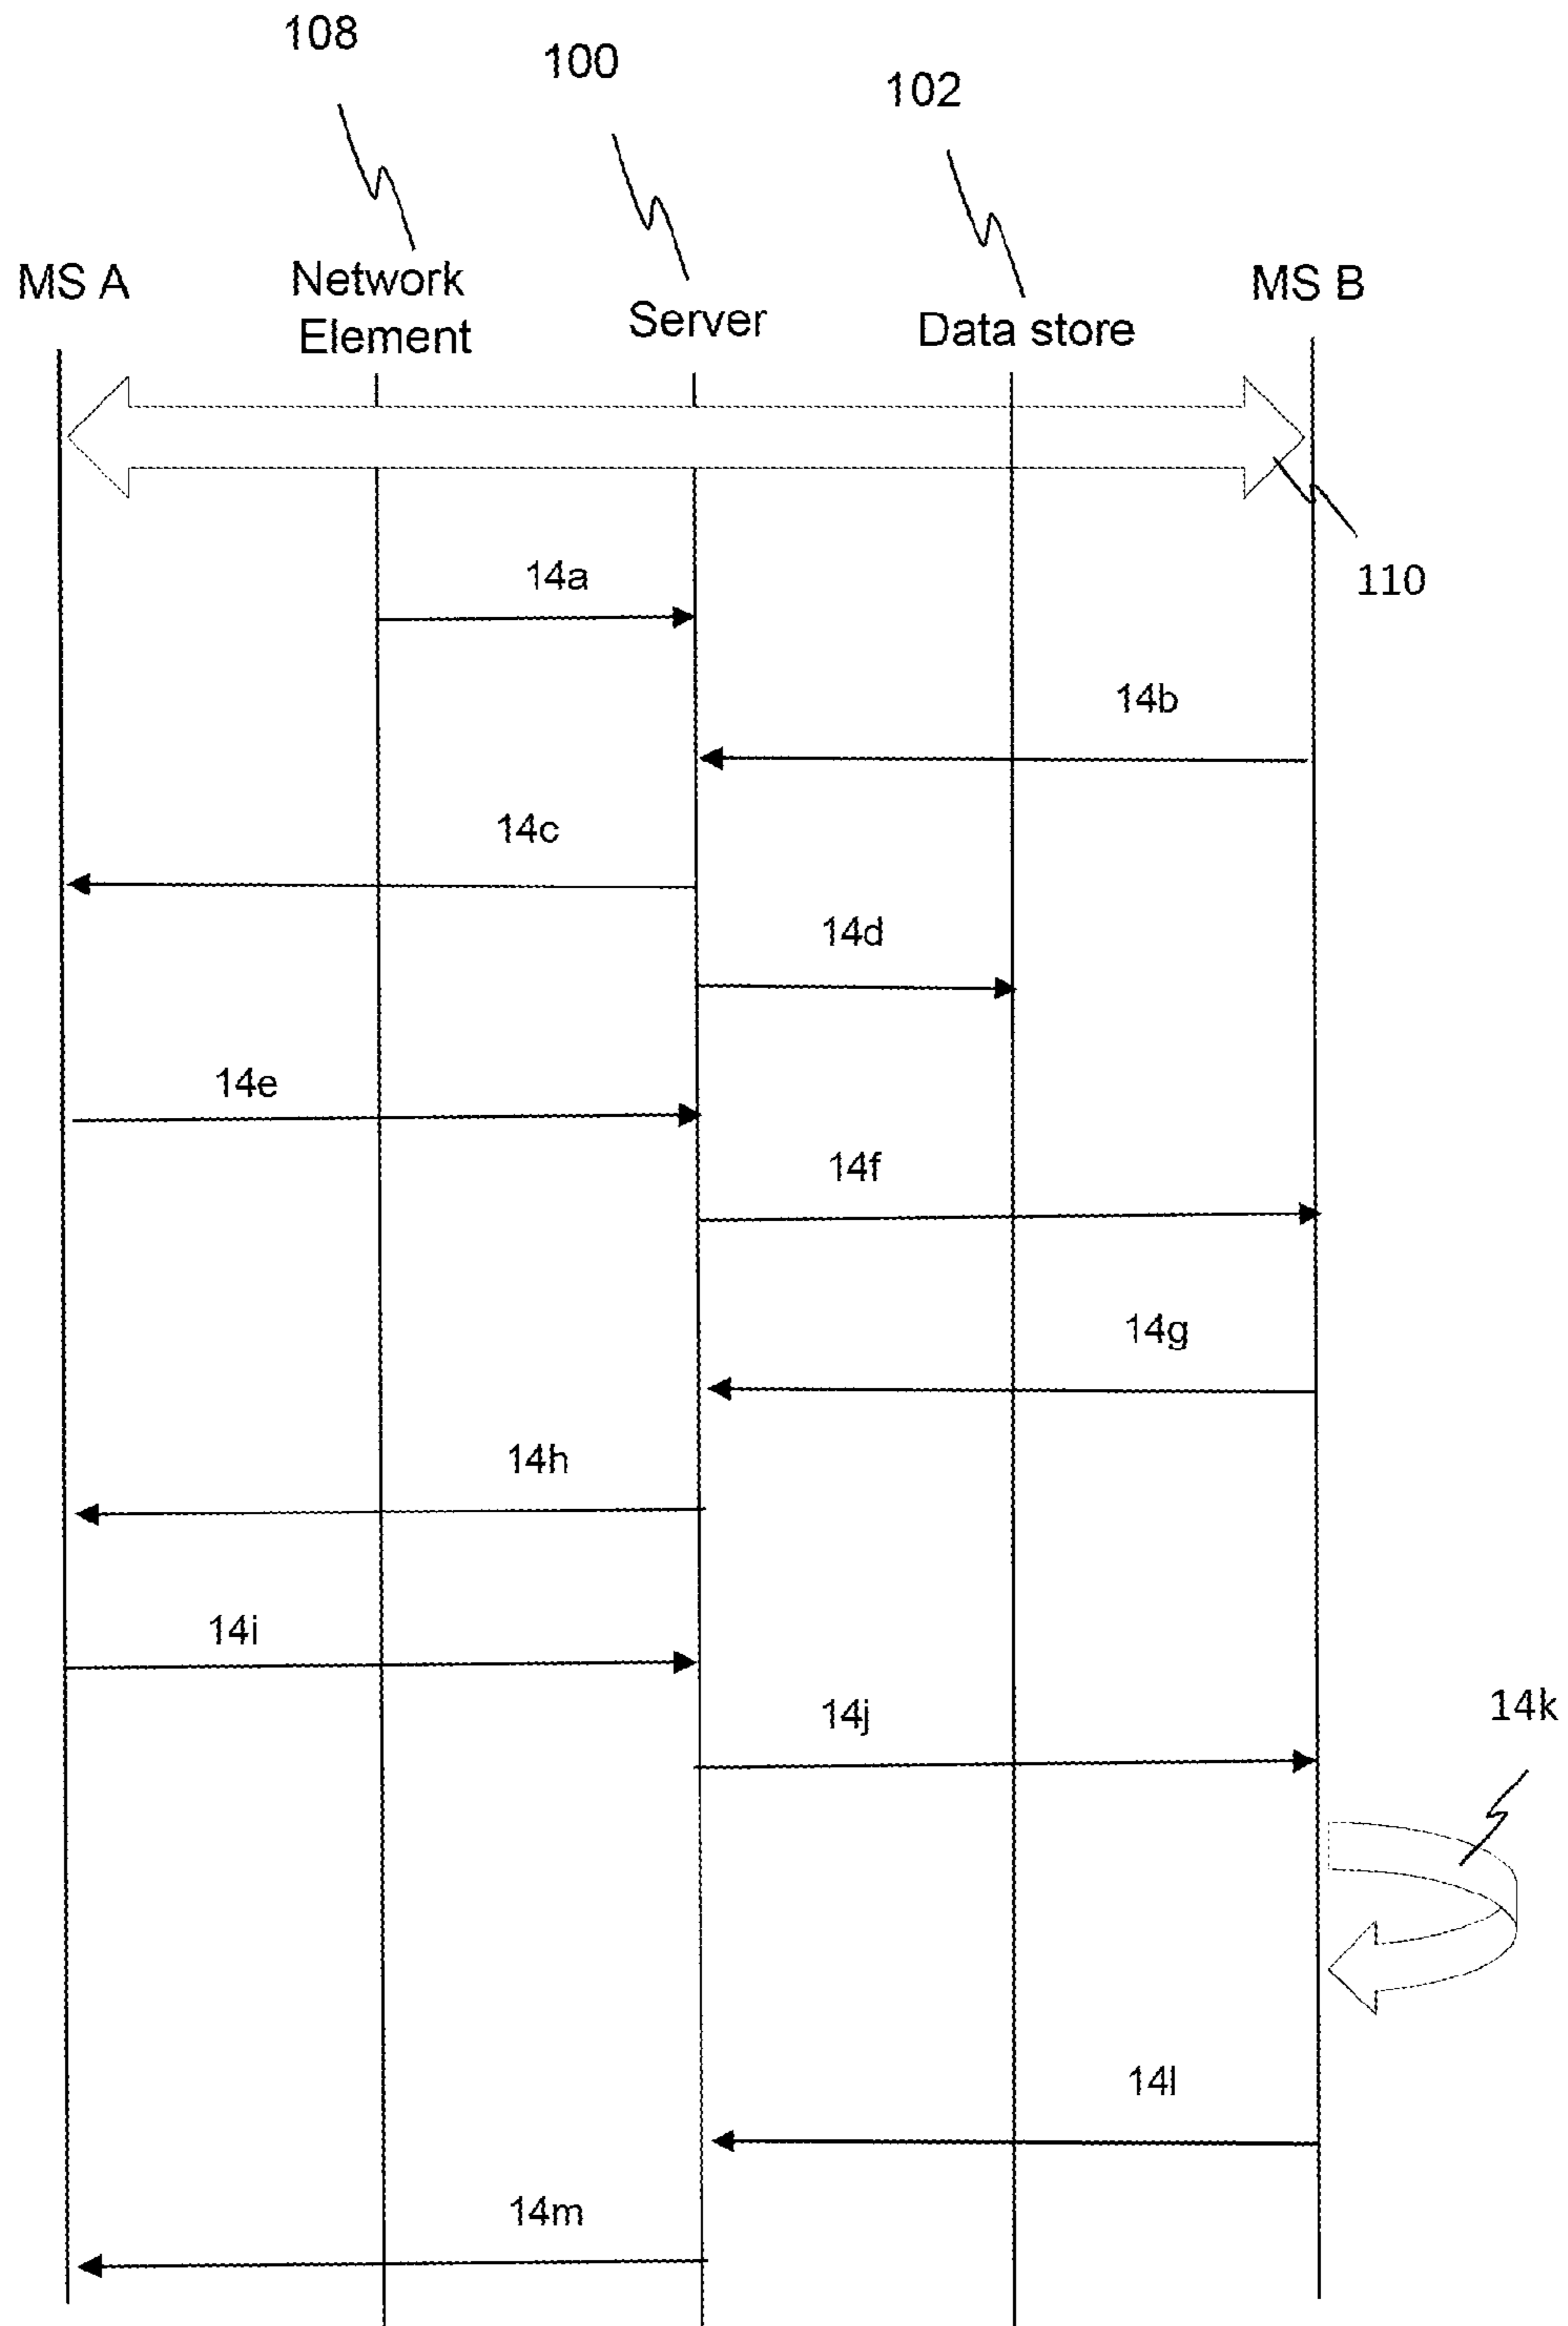 108
100
102
MS A
Network
Element
Server
Data store
MS B
110
14a
14b
14c
14d
14e
14f
14g
14h
14i
14j
14k
14l
14m